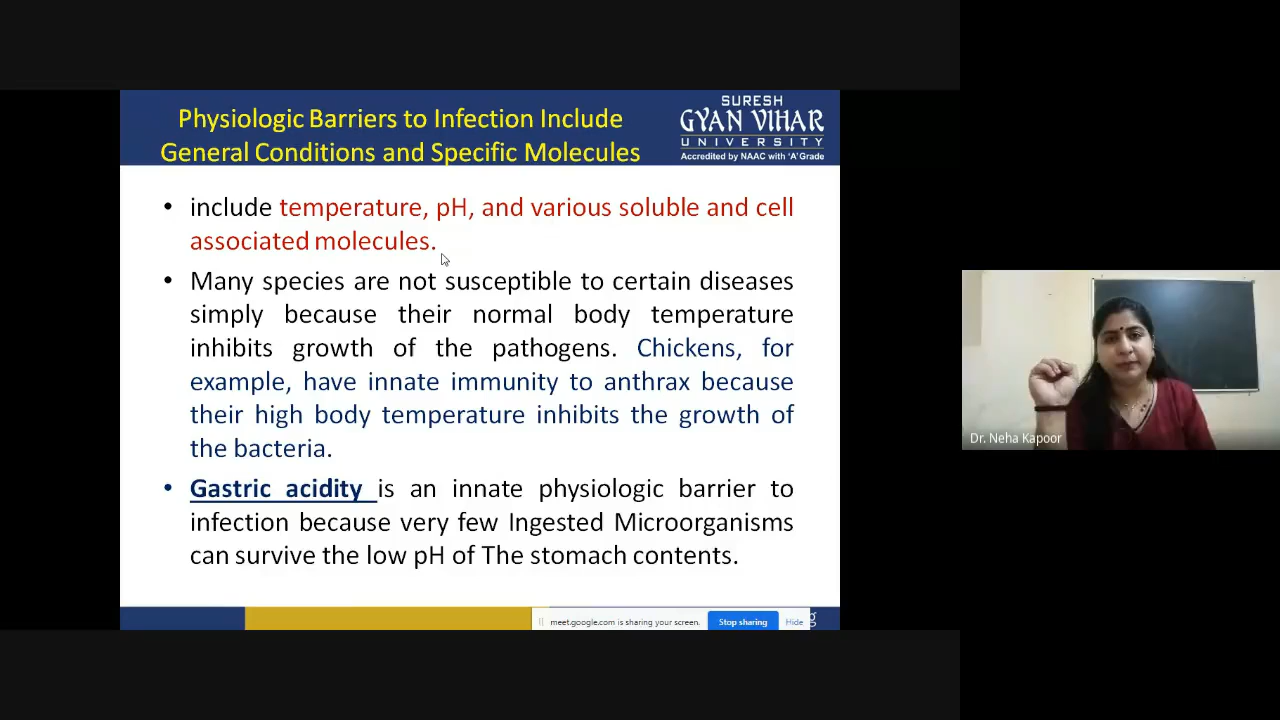 Physiologic Barriers to Infection Include
General Conditions and Specific Molecules
SURESH
GYAN VIHAR
UNIVERSITY
Accredited by NAAC with 'A' Grade
• include temperature, pH, and various soluble and cell
associated molecules.
• Many species are not susceptible to certain diseases
simply because their normal body temperature
inhibits growth of the pathogens. Chickens, for
example, have innate immunity to anthrax because
their high body temperature inhibits the growth of
the bacteria.
• Gastric acidity is an innate physiologic barrier to
infection because very few Ingested Microorganisms
can survive the low pH of The stomach contents.
meet.google.com is sharing your screen.
Stop sharing
Hide
Dr. Neha Kapoor